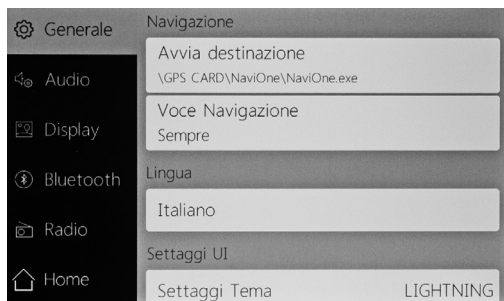 Generale
Audio
Display
Bluetooth
Radio
Home
Navigazione
Avvia destinazione
\GPS CARD\NaviOne\NaviOne.exe
Voce Navigazione
Sempre
Lingua
Italiano
Settaggi UI
Settaggi Tema LIGHTNING